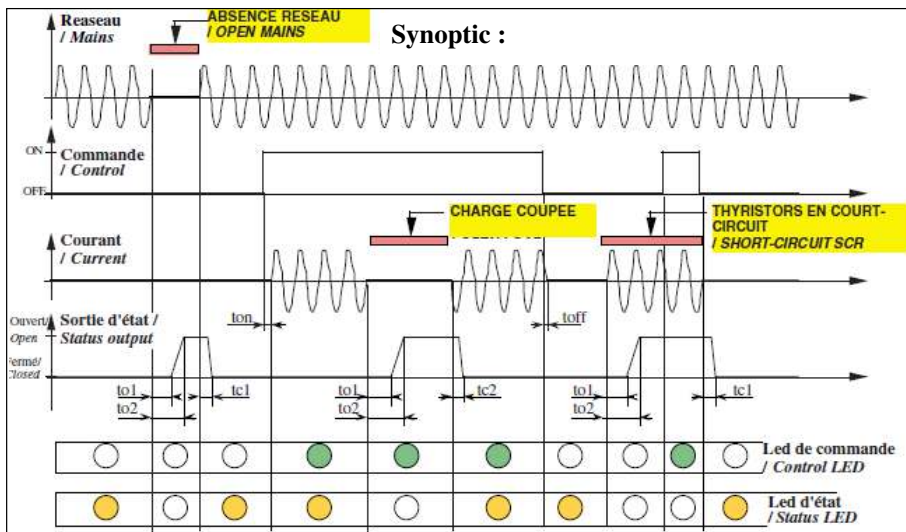 ABSENCE RESEAU
/ OPEN MAINS
Reaseau
/ Mains
Synoptic :
ON
Commande
/ Control
OFF
CHARGE COUPEE
THYRISTORS EN COURT-
CIRCUIT
/ SHORT-CIRCUIT SCR
Courant
/ Current
ton
toff
Ouvert/
Open
Sortie d'état /
Status output
Closed
to1
to2
tc1
to1
to2
tc2
to1
to2
tc1
Led de commande
/ Control LED
Led d'état
/ Status LED